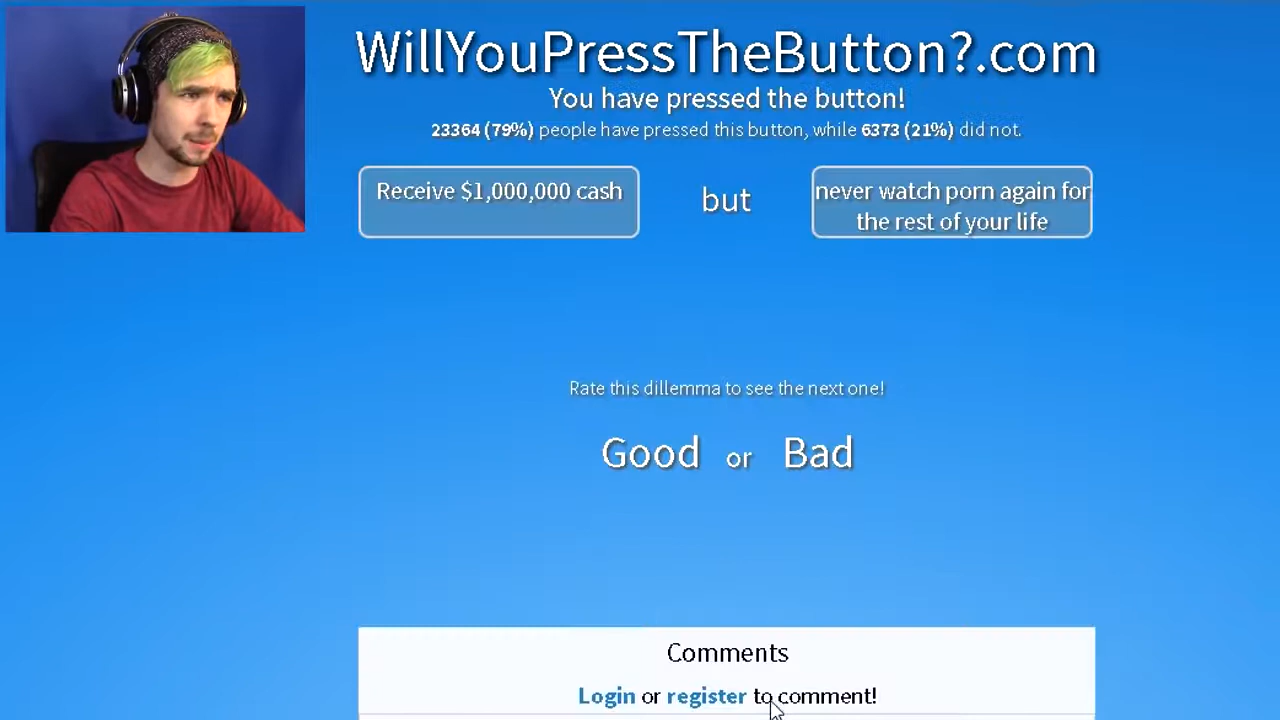 WillYouPressTheButton?.com
You have pressed the button!
23364 (79%) people have pressed this button, while 6373 (21%) did not.
Receive $1,000,000 cash
but
never watch porn again for
the rest of your life
Rate this dillemma to see the next one!
Good or Bad
Comments
Login or register to comment!